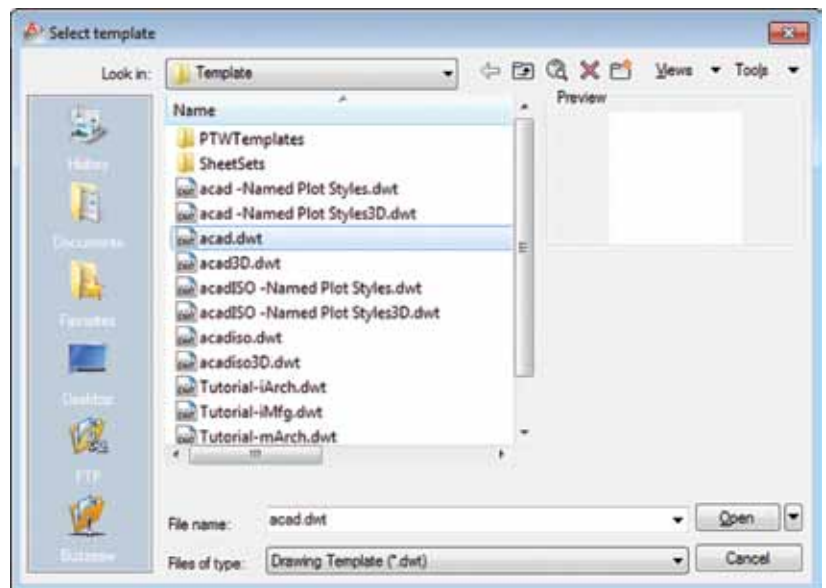 Select template
Look in: Template Views Tools
Name
Preview
PTWTemplates
SheetSets
acad -Named Plot Styles.dwt
acad -Named Plot Styles3D.dwt
acad.dwt
acad3D.dwt
acadISO -Named Plot Styles.dwt
acadISO -Named Plot Styles3D.dwt
acadiso.dwt
acadiso3D.dwt
Tutorial-iArch.dwt
Tutorial-iMfg.dwt
Tutorial-mArch.dwt
History
Documents
Favorites
Desktop
FTP
Buzzsaw
File name: acad.dwt Open
Files of type: Drawing Template (*.dwt) Cancel